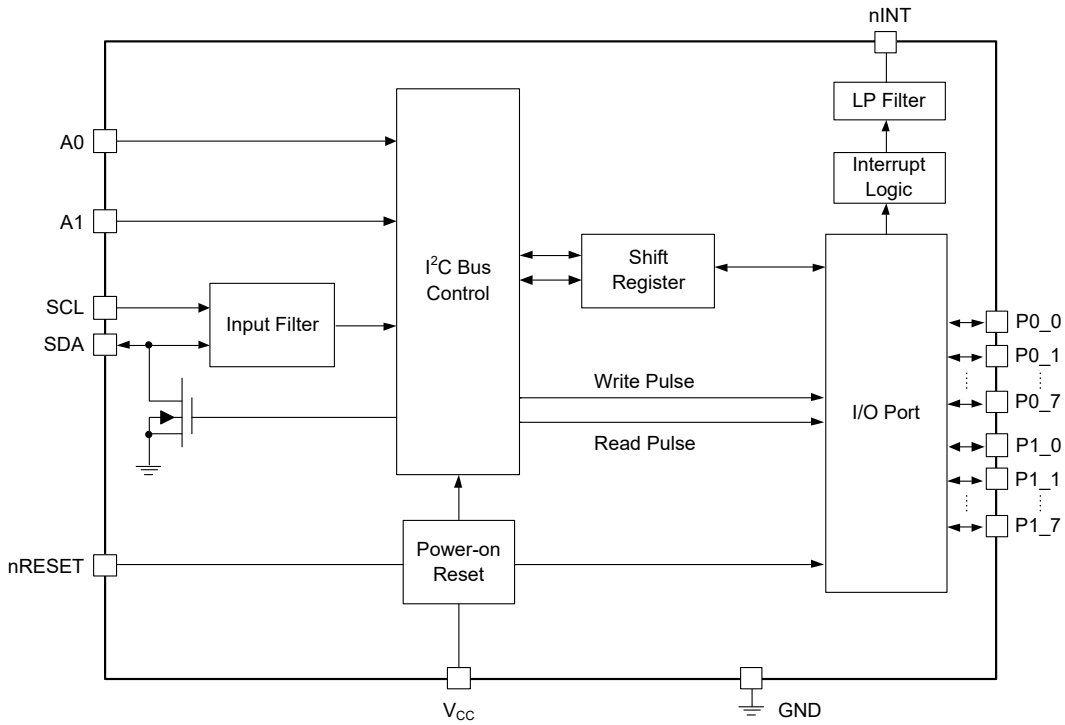 nINT
LP Filter
A0
Interrupt
Logic
A1
I²C Bus
Control
Shift
Register
SCL
Input Filter
SDA
P0_0
P0_1
Write Pulse
P0_7
I/O Port
Read Pulse
P1_0
P1_1
P1_7
nRESET
Power-on
Reset
VCC
GND